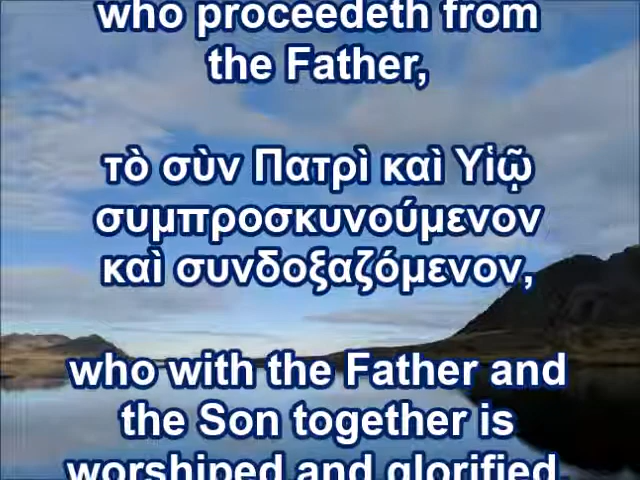 who proceedeth from
the Father,
τὸ σὺν Πατρὶ καὶ Υἱῷ
συμπροσκυνούμενον
καὶ συνδοξαζόμενον,
who with the Father and
the Son together is
worshiped and glorified,